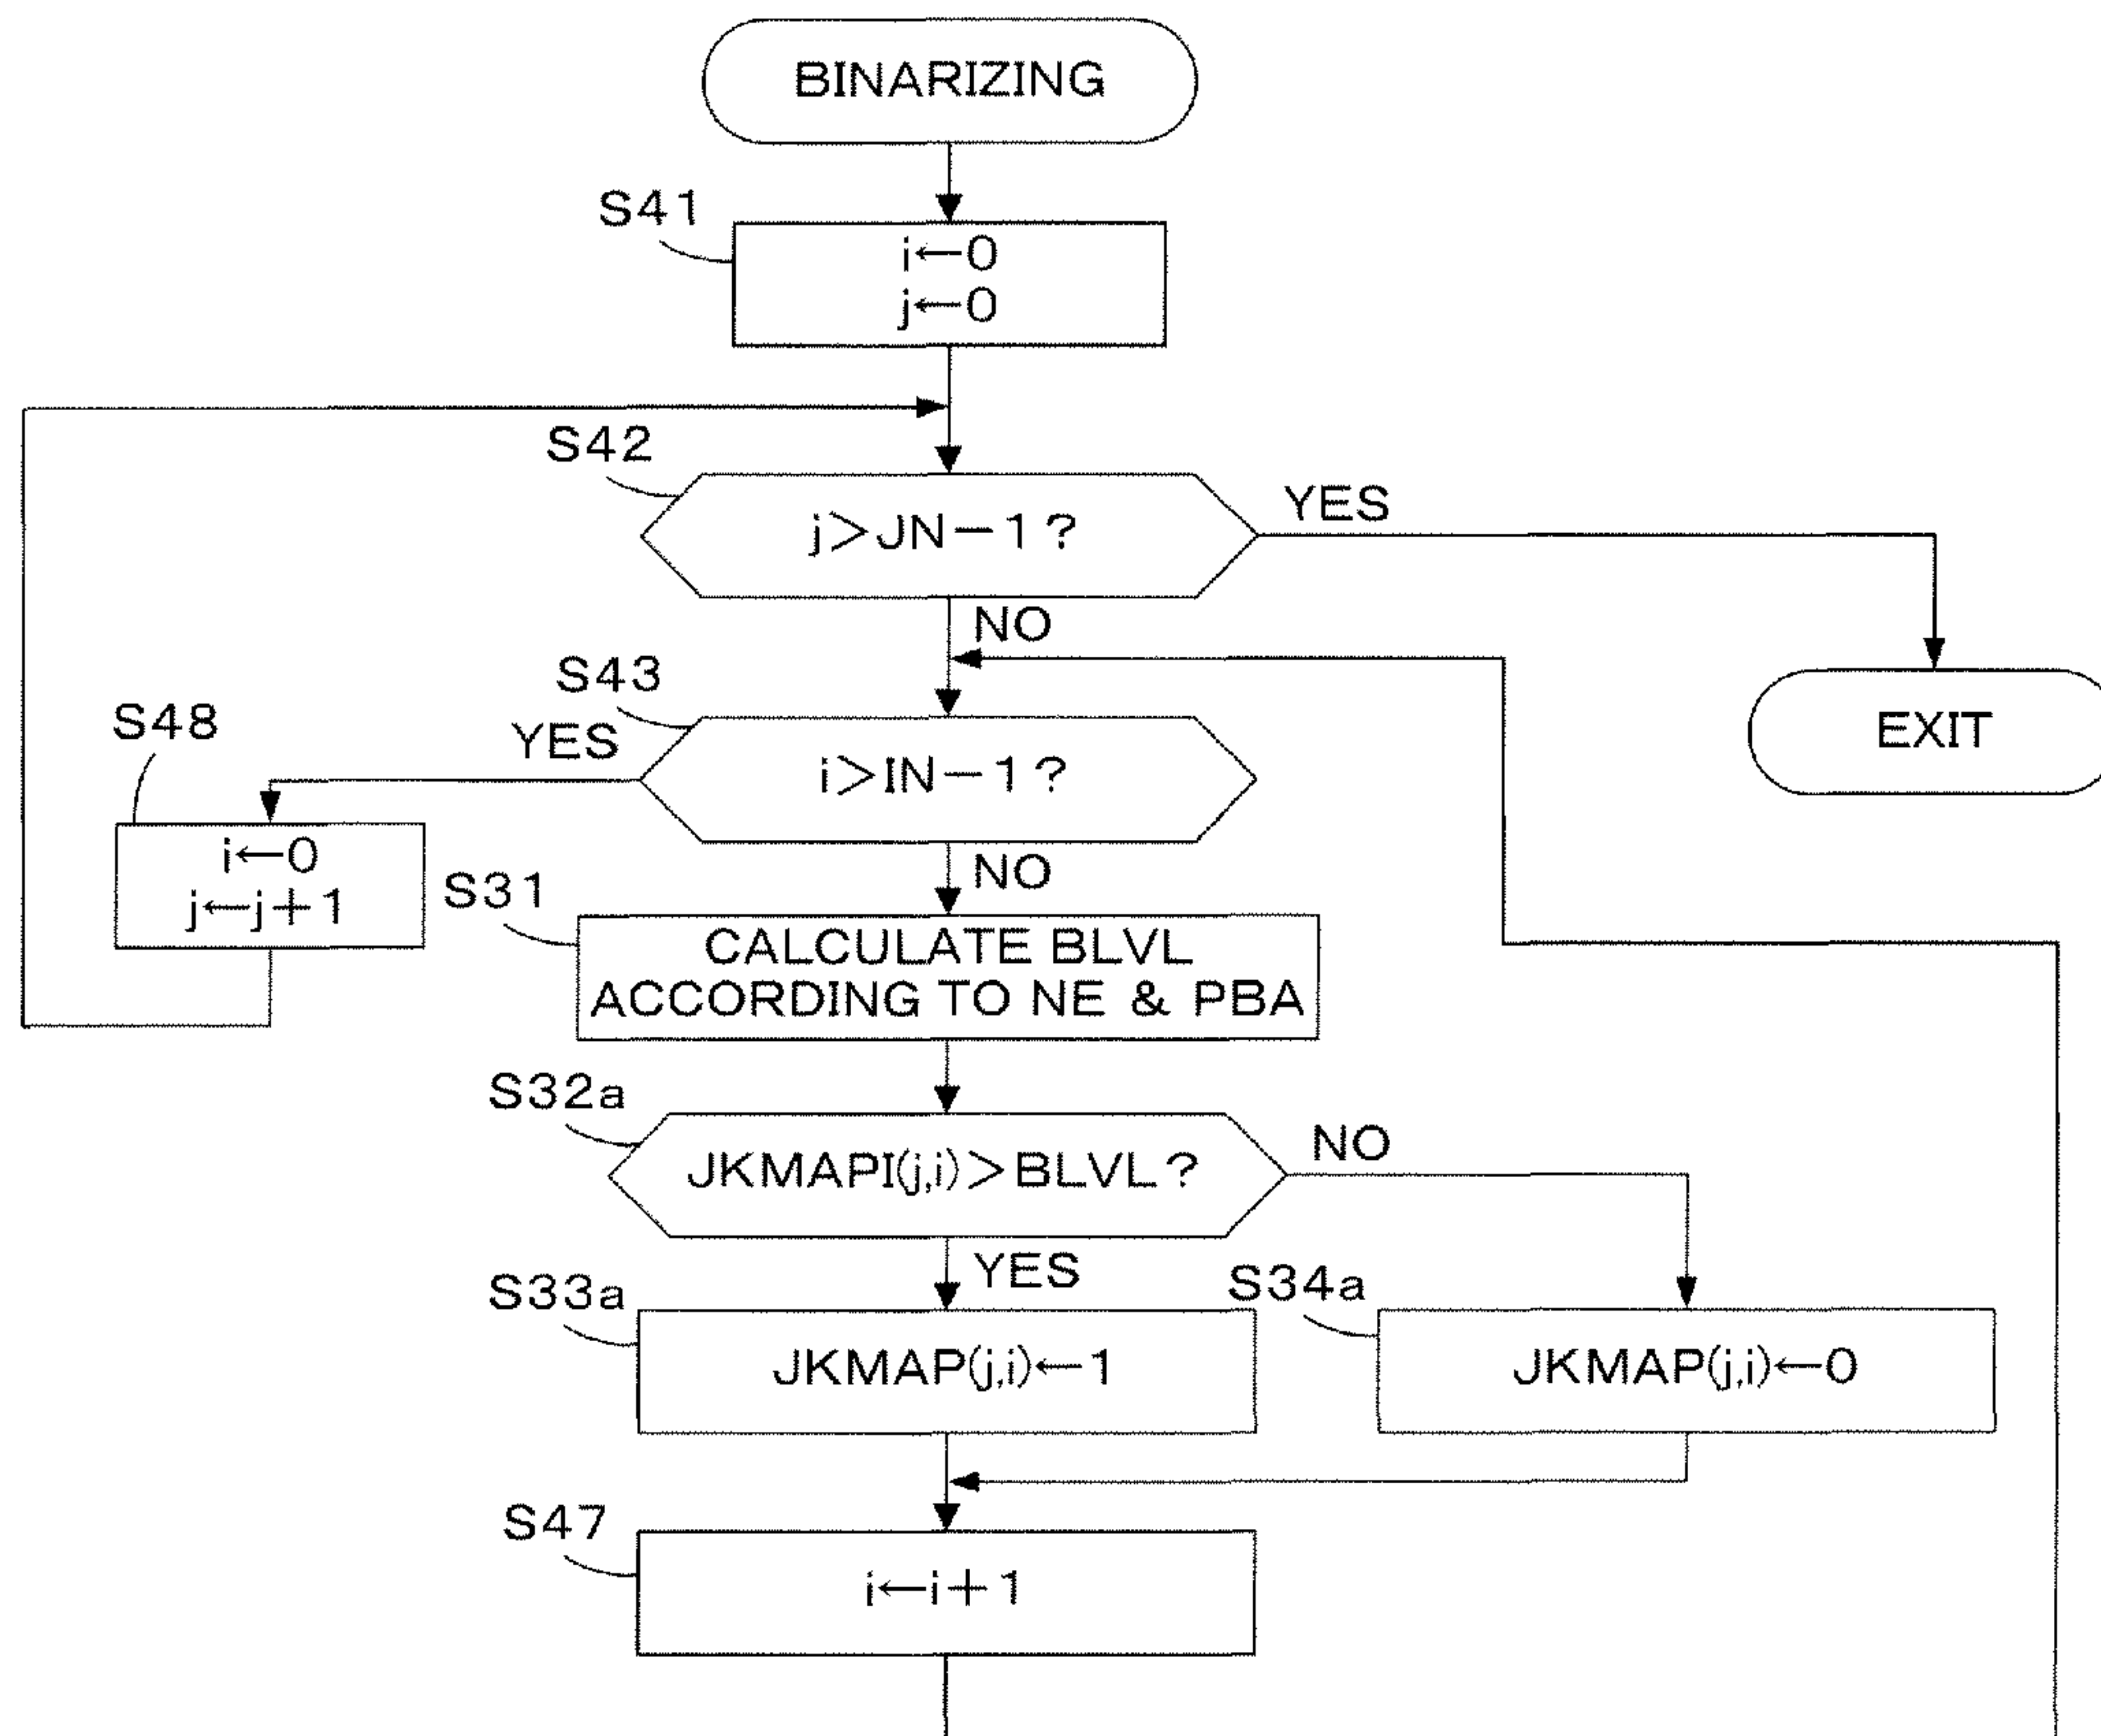 BINARIZING
S41
i←0
j←0
S42
j>JN−1?
YES
NO
S43
S48
YES
i>IN−1?
EXIT
i←0
j←j+1
NO
S31
CALCULATE BLVL
ACCORDING TO NE & PBA
S32a
JKMAPI(j,i)>BLVL?
NO
YES
S33a
S34a
JKMAP(j,i)←1
JKMAP(j,i)←0
S47
i←i+1